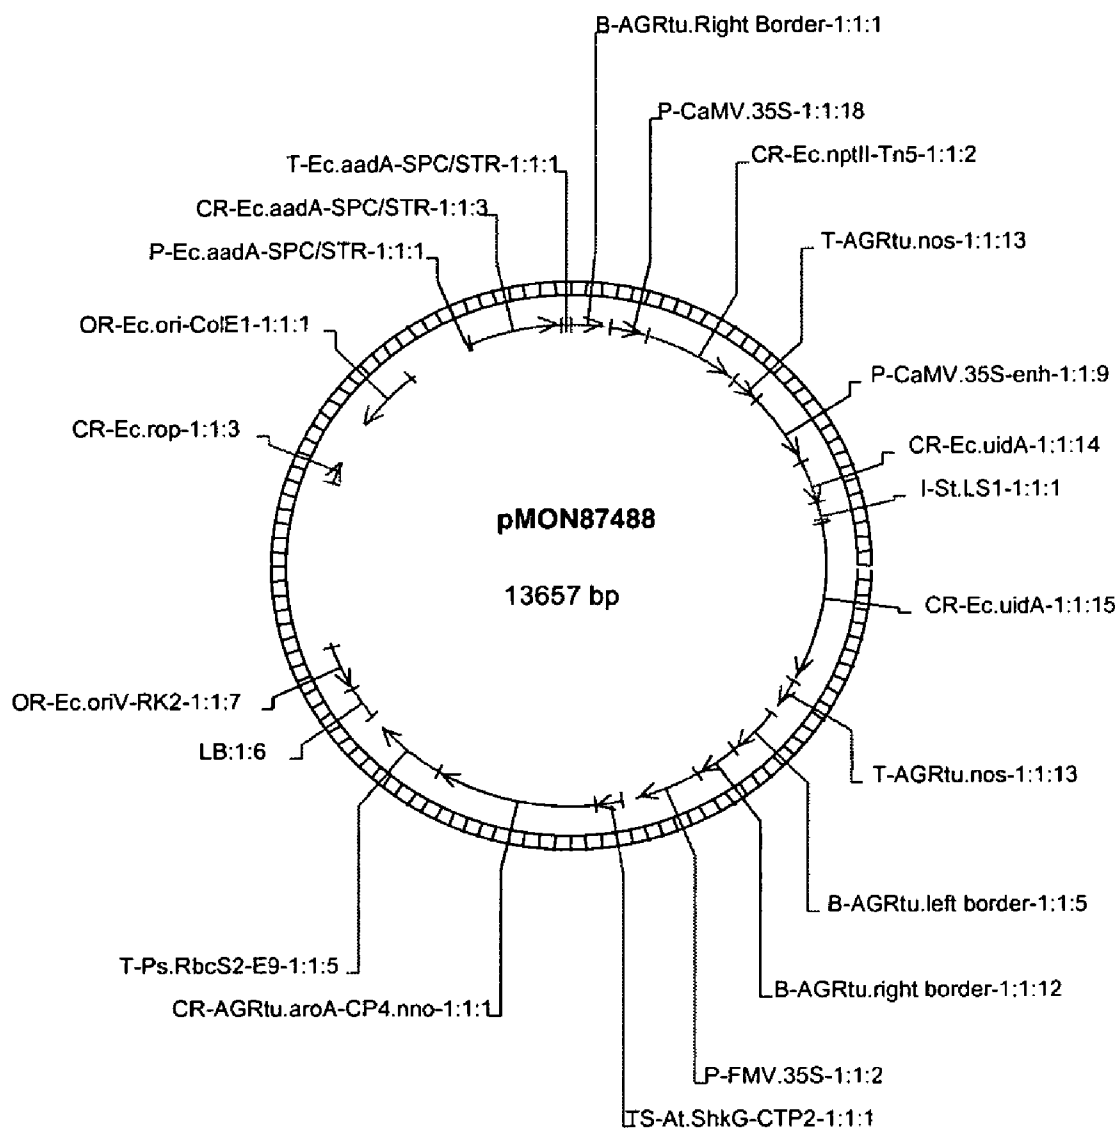 B-AGRtu.Right Border-1:1:1
P-CaMV.35S-1:1:18
T-Ec.aadA-SPC/STR-1:1:1
CR-Ec.nptII-Tn5-1:1:2
CR-Ec.aadA-SPC/STR-1:1:3
P-Ec.aadA-SPC/STR-1:1:1
T-AGRtu.nos-1:1:13
OR-Ec.ori-ColE1-1:1:1
P-CaMV.35S-enh-1:1:9
CR-Ec.rop-1:1:3
CR-Ec.uidA-1:1:14
I-St.LS1-1:1:1
pMON87488
13657 bp
CR-Ec.uidA-1:1:15
OR-Ec.oriV-RK2-1:1:7
LB:1:6
T-AGRtu.nos-1:1:13
B-AGRtu.left border-1:1:5
T-Ps.RbcS2-E9-1:1:5
B-AGRtu.right border-1:1:12
CR-AGRtu.aroA-CP4.nno-1:1:1
P-FMV.35S-1:1:2
TS-At.ShkG-CTP2-1:1:1